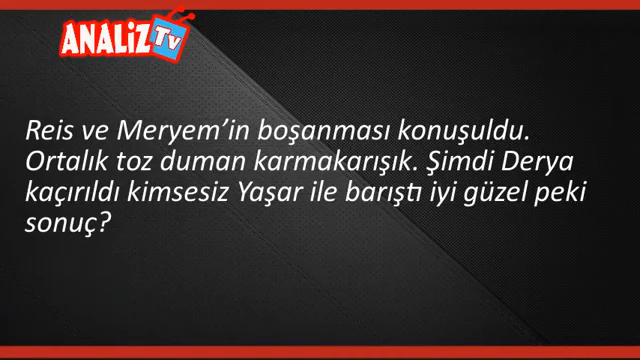 ANALİZ Tv
Reis ve Meryem’in boşanması konuşuldu.
Ortalık toz duman karmakarışık. Şimdi Derya
kaçırıldı kimsesiz Yaşar ile barıştı iyi güzel peki
sonuç?